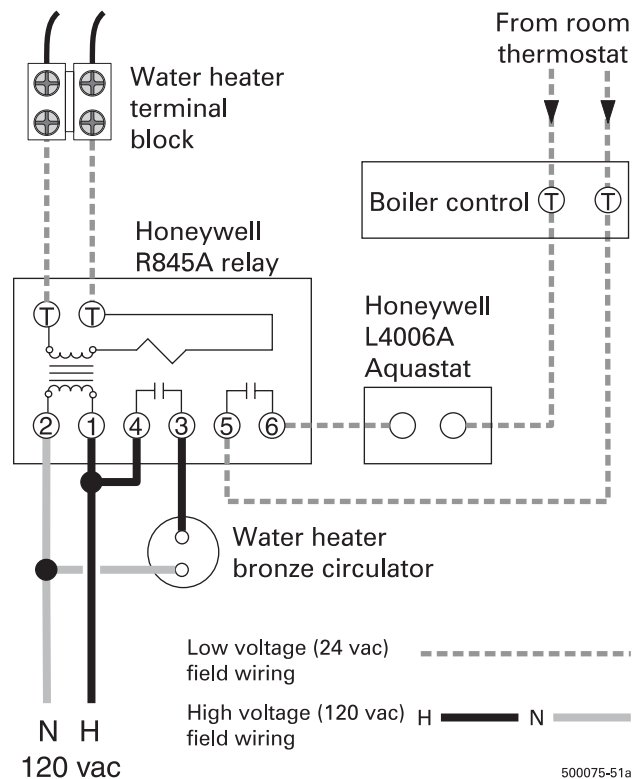 From room
thermostat
Water heater
terminal
block
Boiler control T T
Honeywell
R845A relay
T T
Honeywell
L4006A
Aquastat
2 1 4 3 5 6
Water heater
bronze circulator
Low voltage (24 vac)
field wiring
High voltage (120 vac) H N
field wiring
N H
120 vac
500075-51a